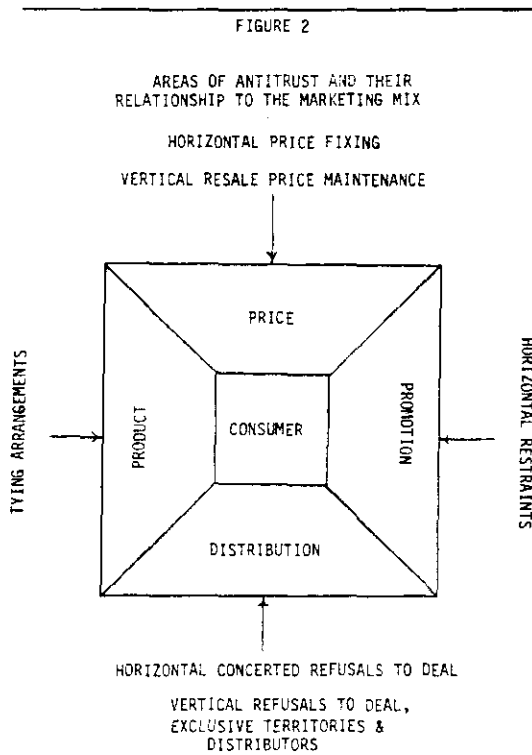 FIGURE 2
AREAS OF ANTITRUST AND THEIR
RELATIONSHIP TO THE MARKETING MIX
HORIZONTAL PRICE FIXING
VERTICAL RESALE PRICE MAINTENANCE
PRICE
TYING ARRANGEMENTS
PRODUCT
CONSUMER
PROMOTION
HORIZONTAL RESTRAINTS
DISTRIBUTION
HORIZONTAL CONCERTED REFUSALS TO DEAL
VERTICAL REFUSALS TO DEAL,
EXCLUSIVE TERRITORIES &
DISTRIBUTORS